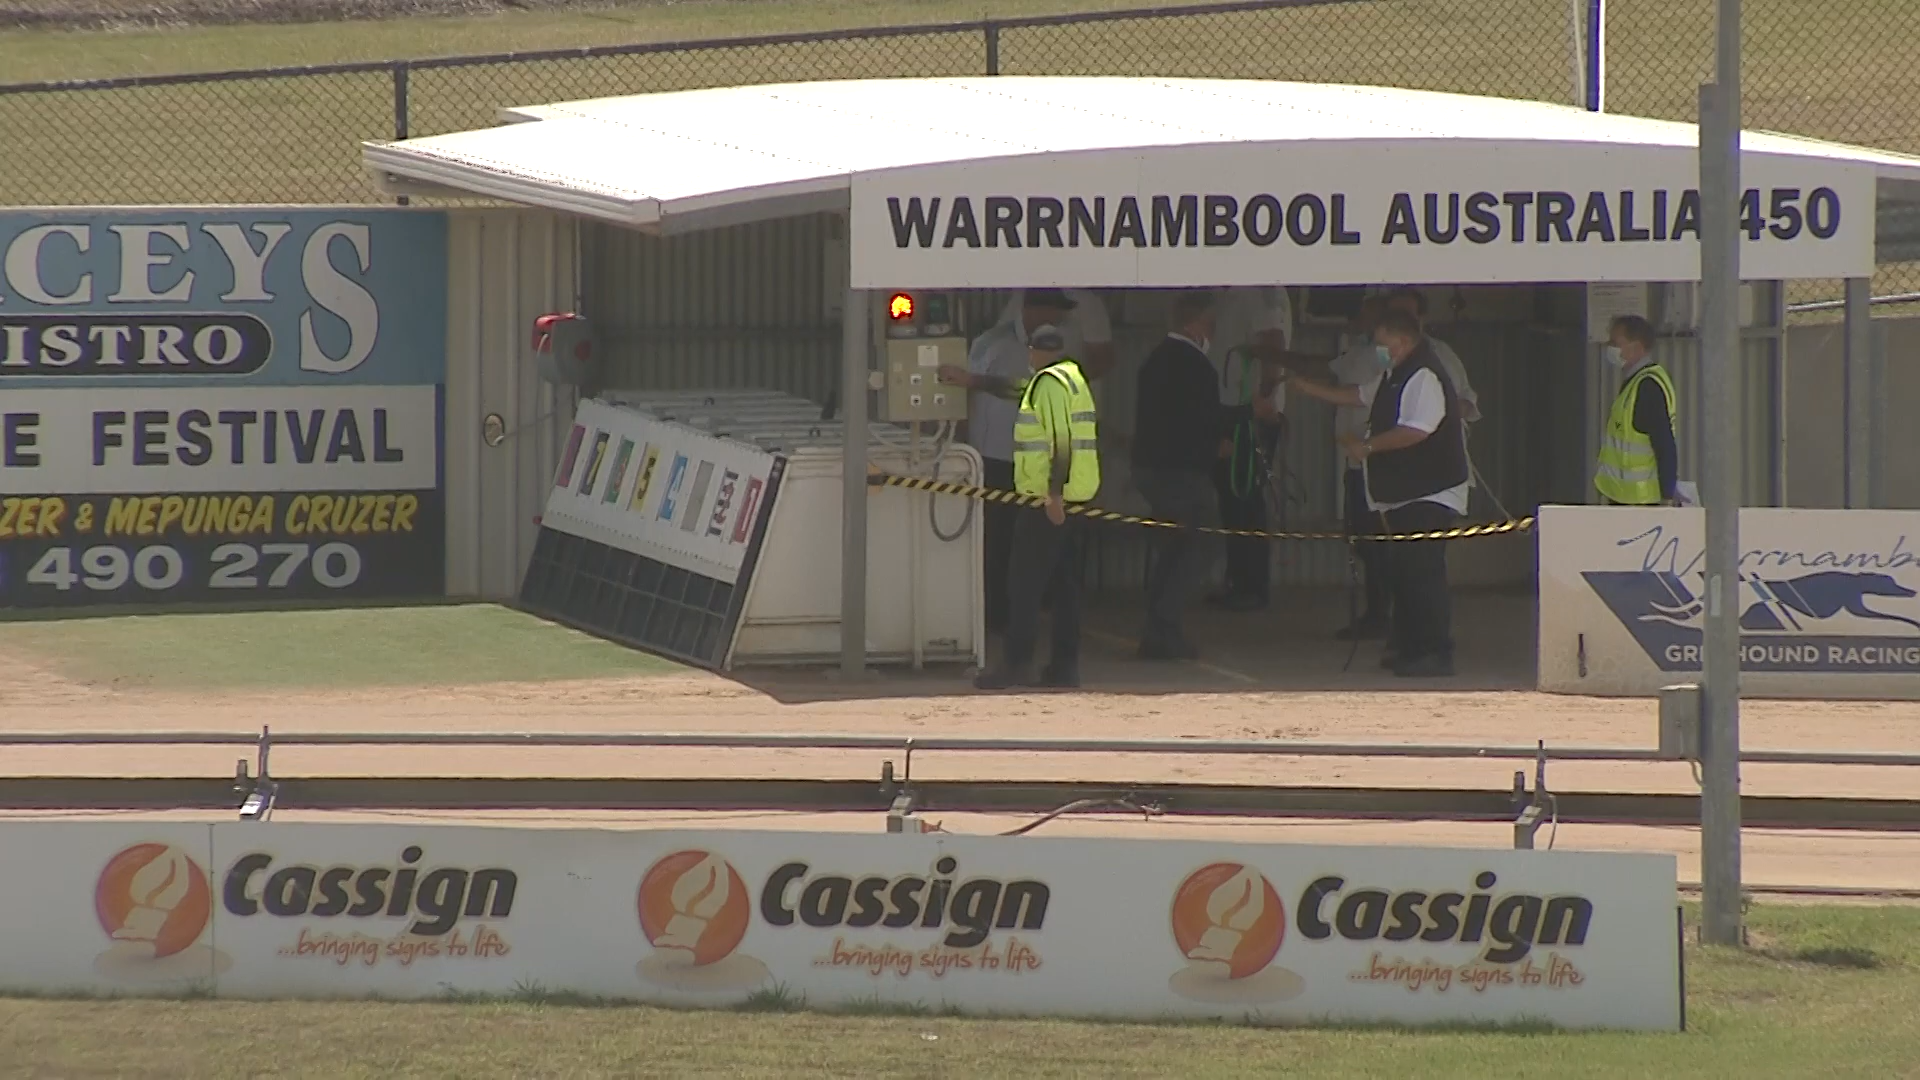 WARRNAMBOOL AUSTRALIA 450
CEYS
ISTRO
E FESTIVAL
ZER & MEPUNGA CRUZER
490 270
Warrnamb
GREYHOUND RACING
Cassign
...bringing signs to life
Cassign
...bringing signs to life
Cassign
...bringing signs to life